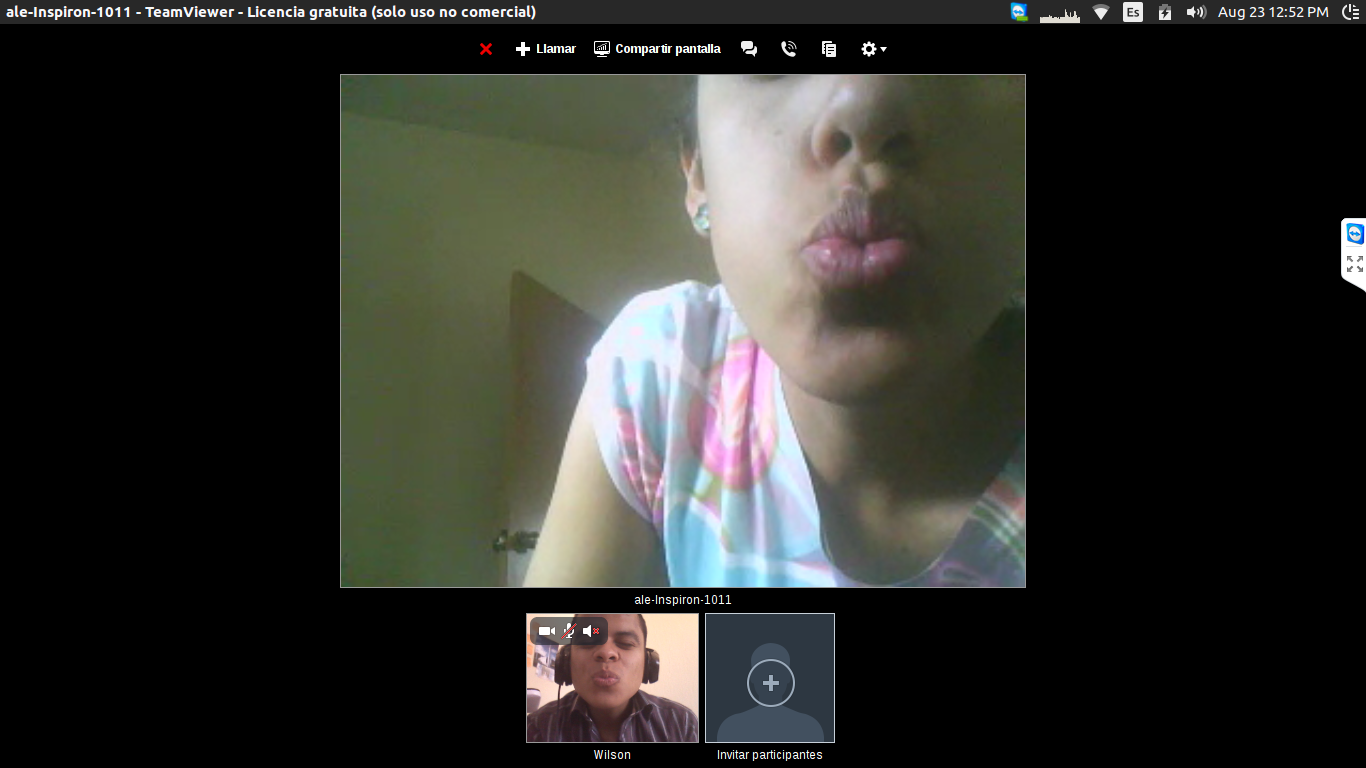 ale-Inspiron-1011 - TeamViewer - Licencia gratuita (solo uso no comercial)
Es
Aug 23 12:52 PM
Llamar
Compartir pantalla
ale-Inspiron-1011
Wilson
Invitar participantes